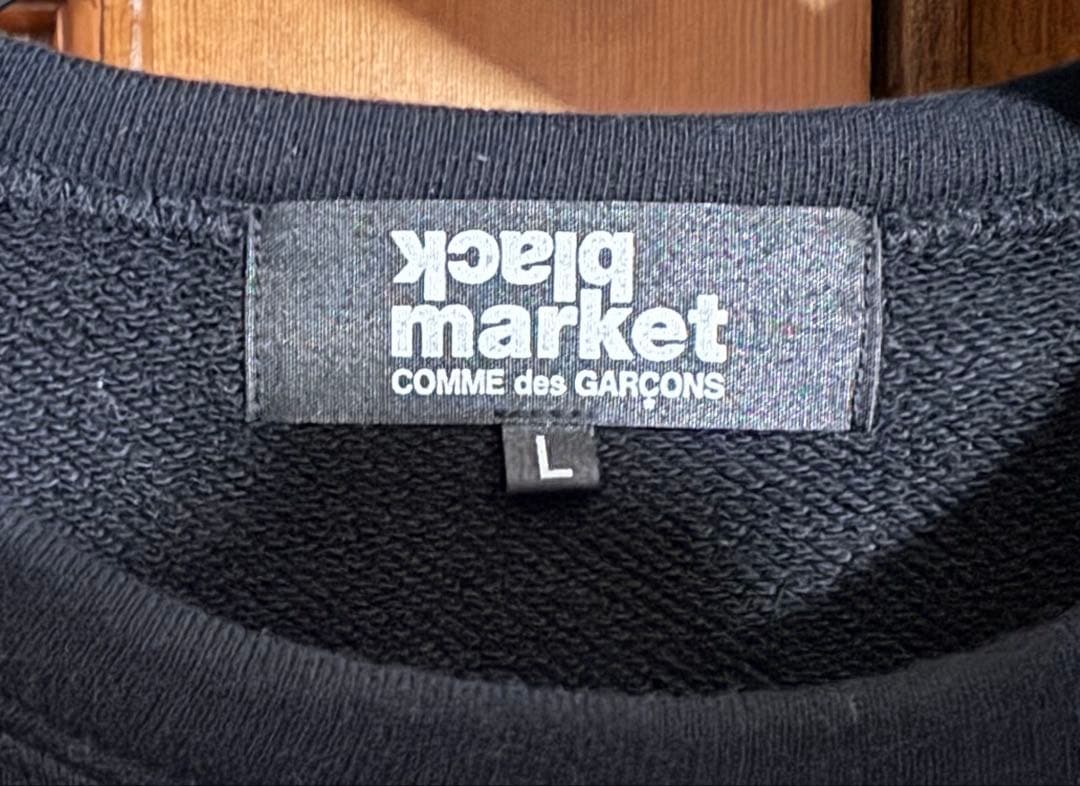 black
market
COMME des GARÇONS
L